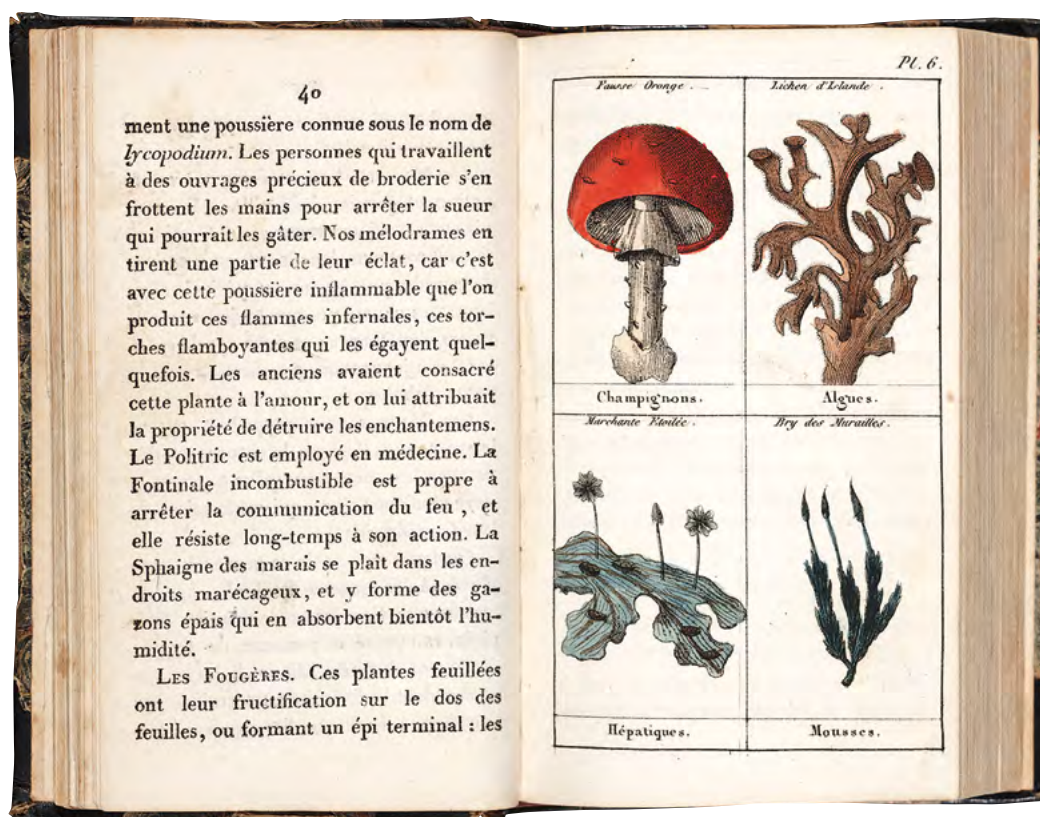 40
ment une poussière connue sous le nom de
lycopodium. Les personnes qui travaillent
à des ouvrages précieux de broderie s'en
frottent les mains pour arrêter la sueur
qui pourrait les gâter. Nos mélodrames en
tirent une partie de leur éclat, car c'est
avec cette poussière inflammable que l'on
produit ces flammes infernales, ces tor-
ches flamboyantes qui les égayent quel-
quefois. Les anciens avaient consacré
cette plante à l'amour, et on lui attribuait
la propriété de détruire les enchantemens.
Le Politric est employé en médecine. La
Fontinale incombustible est propre à
arrêter la communication du feu, et
elle résiste long-temps à son action. La
Sphaigne des marais se plaît dans les en-
droits marécageux, et y forme des ga-
zons épais qui en absorbent bientôt l'hu-
midité.
LES FOUGÈRES. Ces plantes feuillées
ont leur fructification sur le dos des
feuilles, ou formant un épi terminal : les
Pl. 6.
Fausse Oronge.
Lichen d'Islande.
Champignons.
Algues.
Marchante Etoilée.
Bry des Murailles.
Hépatiques.
Mousses.